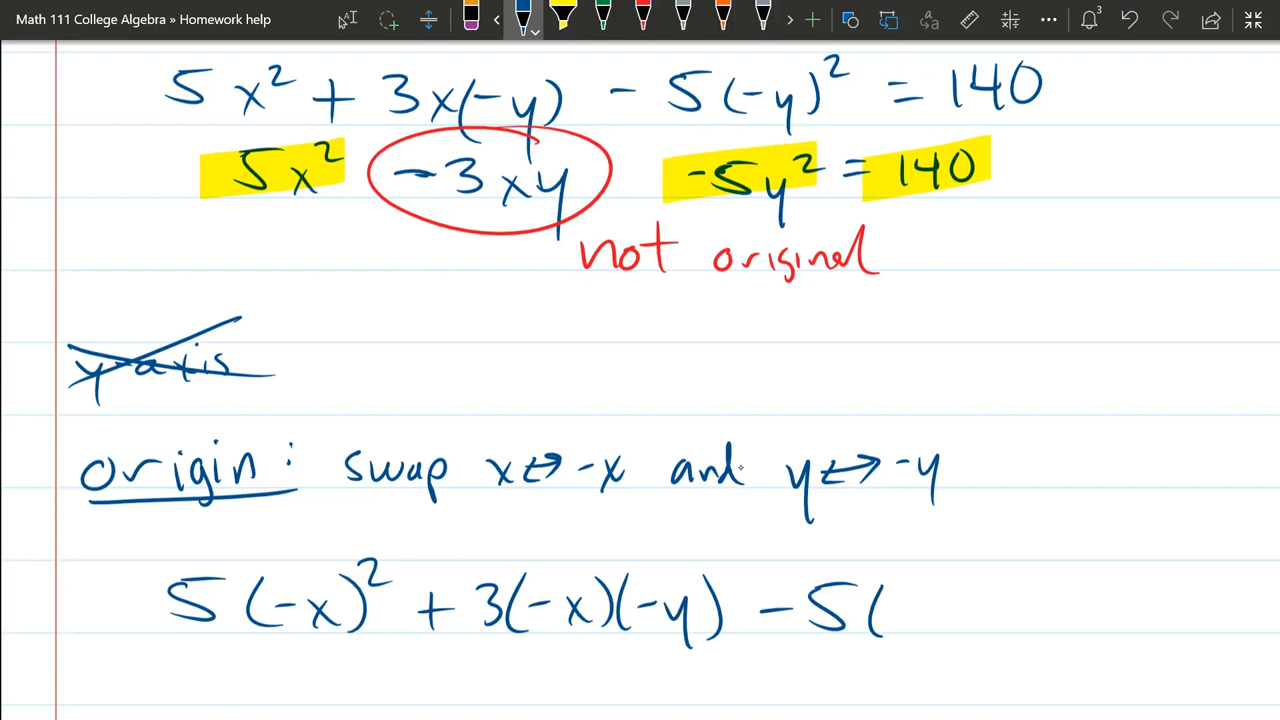 Math 111 College Algebra » Homework help
3
5x² + 3x(-y) - 5(-y)² = 140
5x² -3xy -5y² = 140
not original
y-axis
origin: swap x↔-x and y↔-y
5(-x)² + 3(-x)(-y) - 5(